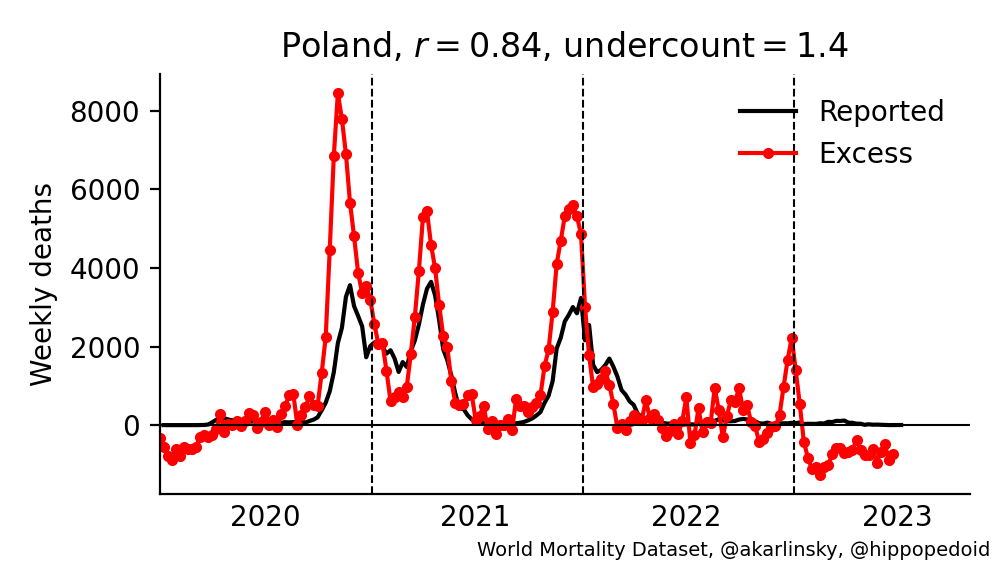 Poland, r = 0.84, undercount = 1.4
Reported
Excess
Weekly deaths
8000
6000
4000
2000
0
2020 2021 2022 2023
World Mortality Dataset, @akarlinsky, @hippopedoid